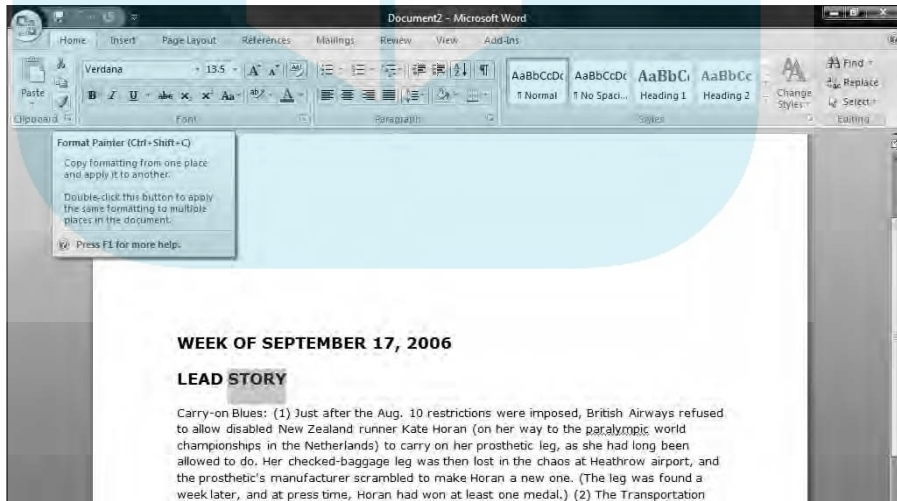 Document2 - Microsoft Word
Home Insert Page Layout References Mailings Review View Add-Ins
Verdana 13.5
Find
Replace
Select
Paste
B I U abc x₂ x² Aa A
AaBbCcDc AaBbCcDc AaBbCc AaBbCc
¶ Normal ¶ No Spaci... Heading 1 Heading 2
Change Styles
Clipboard Font Paragraph Styles Editing
Format Painter (Ctrl+Shift+C)
Copy formatting from one place
and apply it to another.
Double-click this button to apply
the same formatting to multiple
places in the document.
Press F1 for more help.
WEEK OF SEPTEMBER 17, 2006
LEAD STORY
Carry-on Blues: (1) Just after the Aug. 10 restrictions were imposed, British Airways refused
to allow disabled New Zealand runner Kate Horan (on her way to the paralympic world
championships in the Netherlands) to carry on her prosthetic leg, as she had long been
allowed to do. Her checked-baggage leg was then lost in the chaos at Heathrow airport, and
the prosthetic's manufacturer scrambled to make Horan a new one. (The leg was found a
week later, and at press time, Horan had won at least one medal.) (2) The Transportation